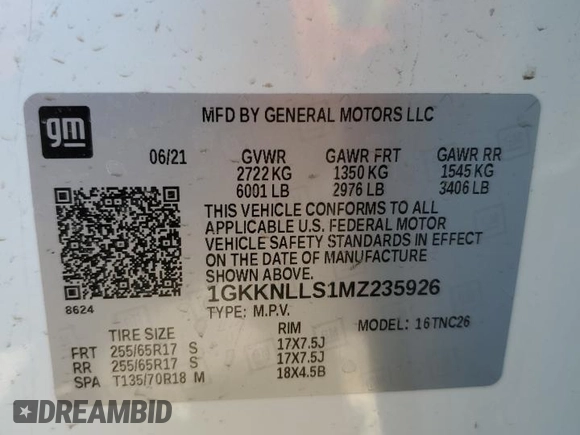 gm
MFD BY GENERAL MOTORS LLC
06/21 GVWR GAWR FRT GAWR RR
2722 KG 1350 KG 1545 KG
6001 LB 2976 LB 3406 LB
THIS VEHICLE CONFORMS TO ALL
APPLICABLE U.S. FEDERAL MOTOR
VEHICLE SAFETY STANDARDS IN EFFECT
ON THE DATE OF MANUFACTURE
SHOWN ABOVE.
1GKKNLLS1MZ235926
8624
TYPE: M.P.V. MODEL: 16TNC26
TIRE SIZE RIM
FRT 255/65R17 S 17X7.5J
RR 255/65R17 S 17X7.5J
SPA T135/70R18 M 18X4.5B
DREAMBID